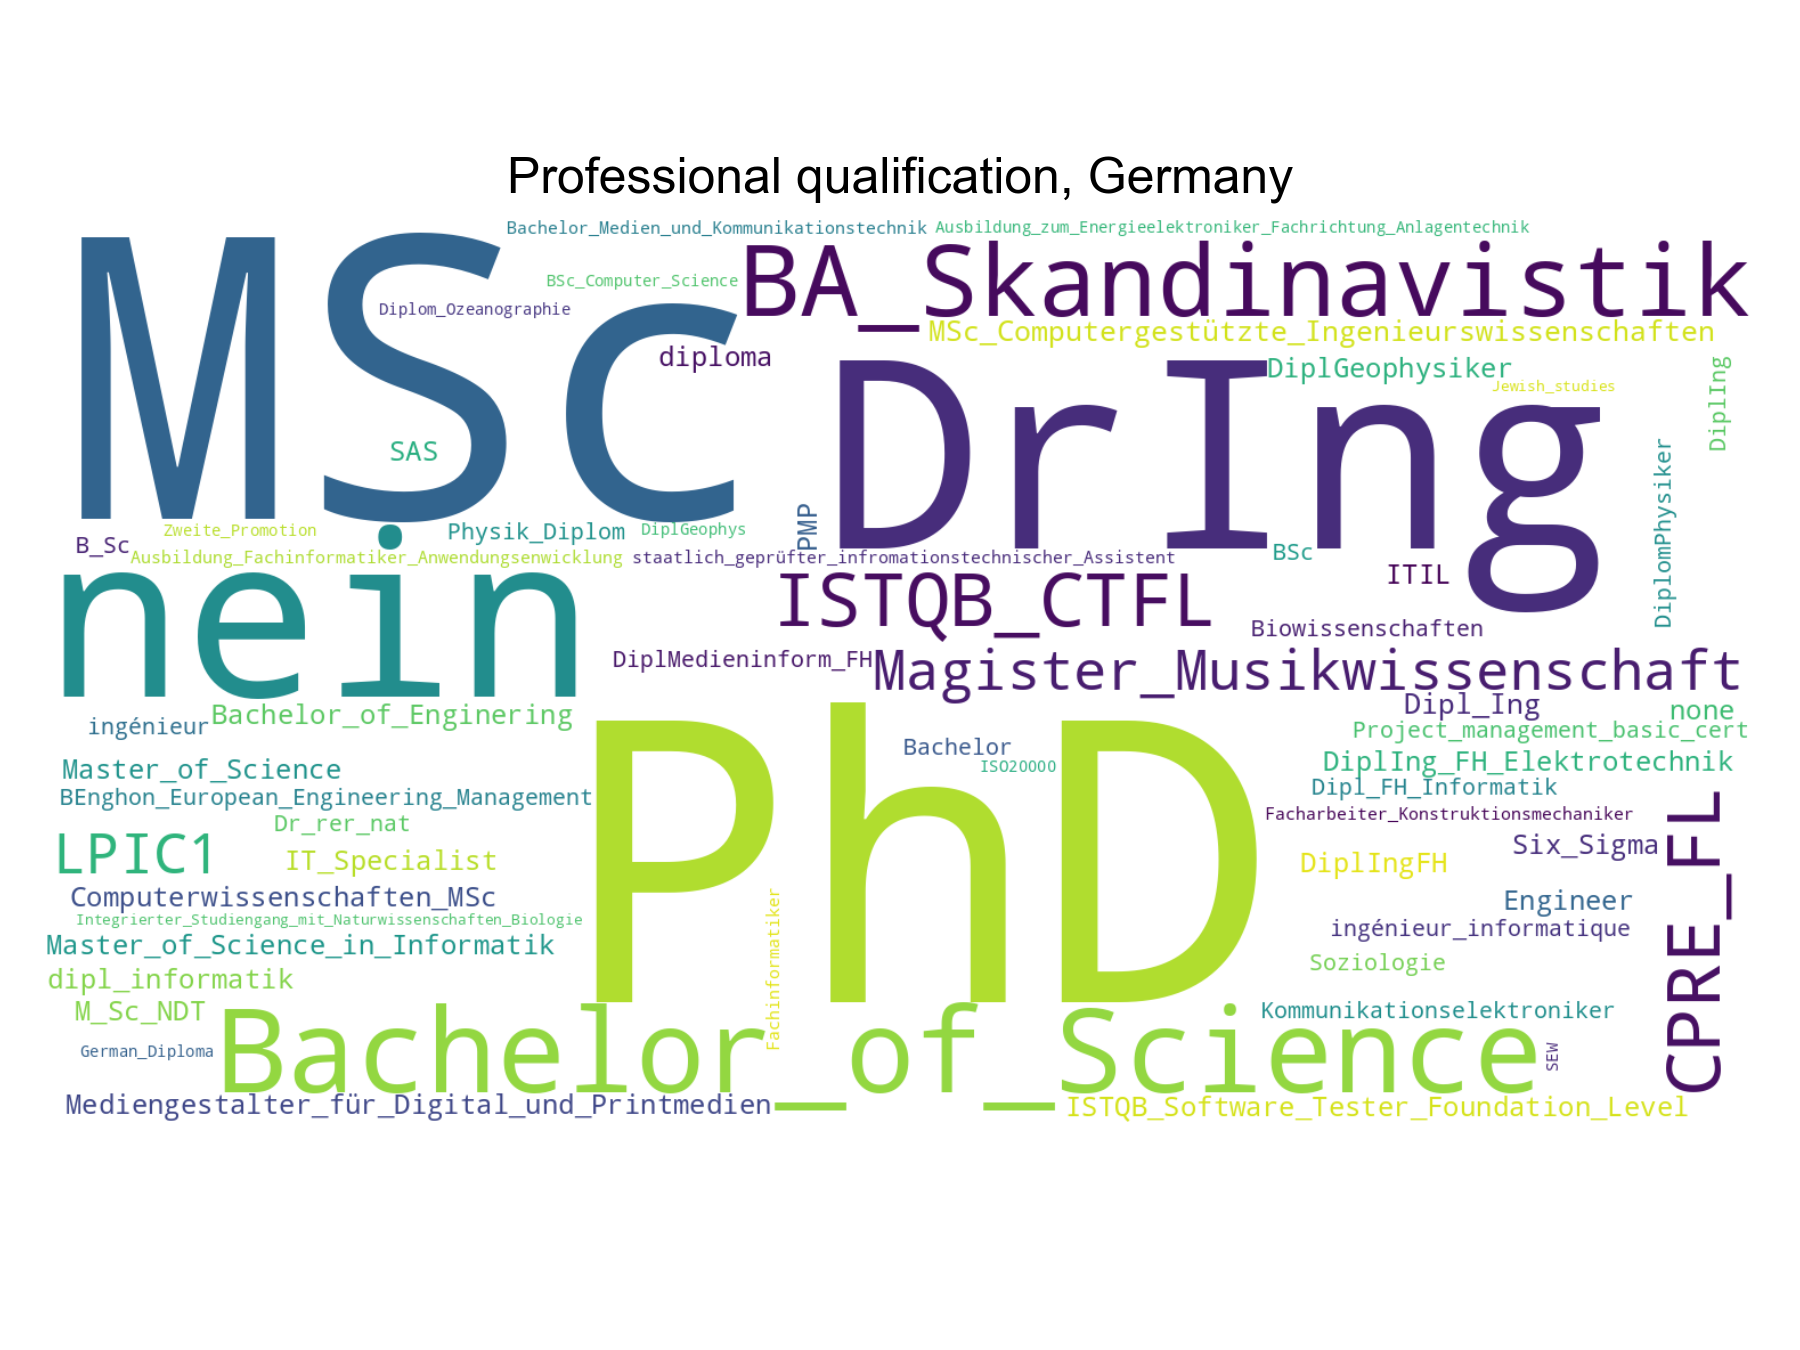 Professional qualification, Germany
Bachelor_Medien_und_Kommunikationstechnik
Ausbildung_zum_Energieelektroniker_Fachrichtung_Anlagentechnik
MSc
BA_Skandinavistik
BSc_Computer_Science
Diplom_Ozeanographie
MSc_Computergestützte_Ingenieurswissenschaften
diploma
DrIng
DiplGeophysiker
Jewish_studies
DiplIng
SAS
DiplomPhysiker
PMP
Zweite_Promotion
Physik_Diplom
DiplGeophys
B_Sc
Ausbildung_Fachinformatiker_Anwendungsenwicklung
staatlich_geprüfter_infromationstechnischer_Assistent
BSc
ITIL
nein
ISTQB_CTFL
Biowissenschaften
DiplMedieninform_FH
Magister_Musikwissenschaft
Dipl_Ing
none
Bachelor_of_Enginering
ingénieur
Project_management_basic_cert
PhD
Bachelor
ISO20000
DiplIng_FH_Elektrotechnik
Master_of_Science
Dipl_FH_Informatik
BEnghon_European_Engineering_Management
Facharbeiter_Konstruktionsmechaniker
Dr_rer_nat
CPRE_FL
Six_Sigma
LPIC1
IT_Specialist
DiplIngFH
Computerwissenschaften_MSc
Engineer
Integrierter_Studiengang_mit_Naturwissenschaften_Biologie
ingénieur_informatique
Master_of_Science_in_Informatik
Fachinformatiker
Soziologie
dipl_informatik
M_Sc_NDT
Kommunikationselektroniker
Bachelor_of_Science
German_Diploma
SEW
Mediengestalter_für_Digital_und_Printmedien
ISTQB_Software_Tester_Foundation_Level